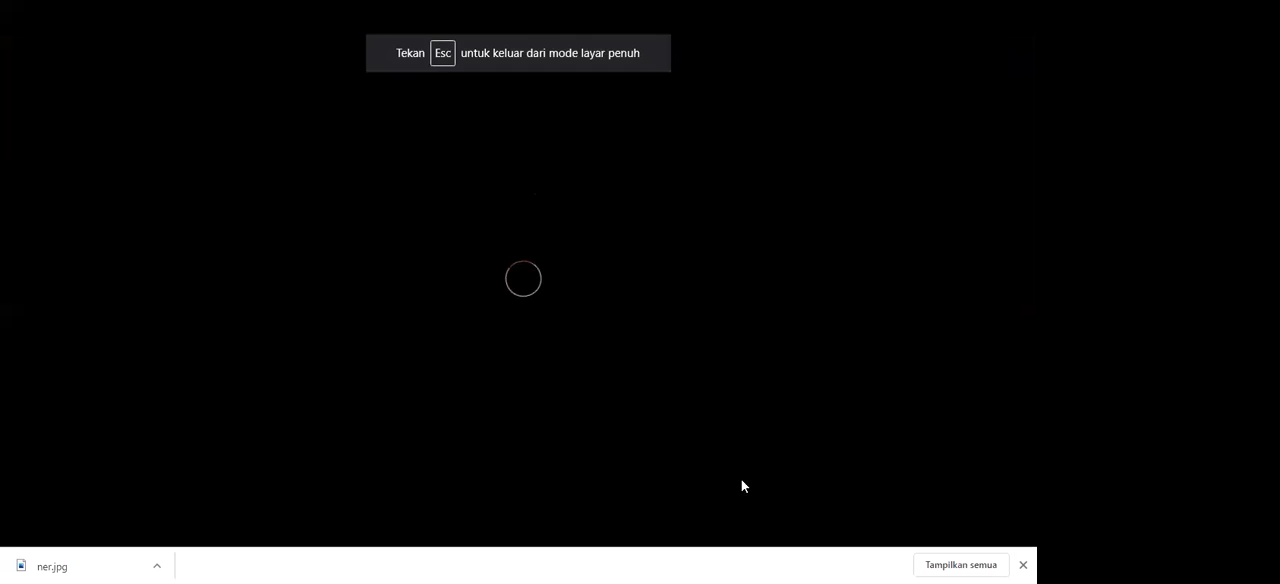 Tekan Esc untuk keluar dari mode layar penuh
ner.jpg
Tampilkan semua